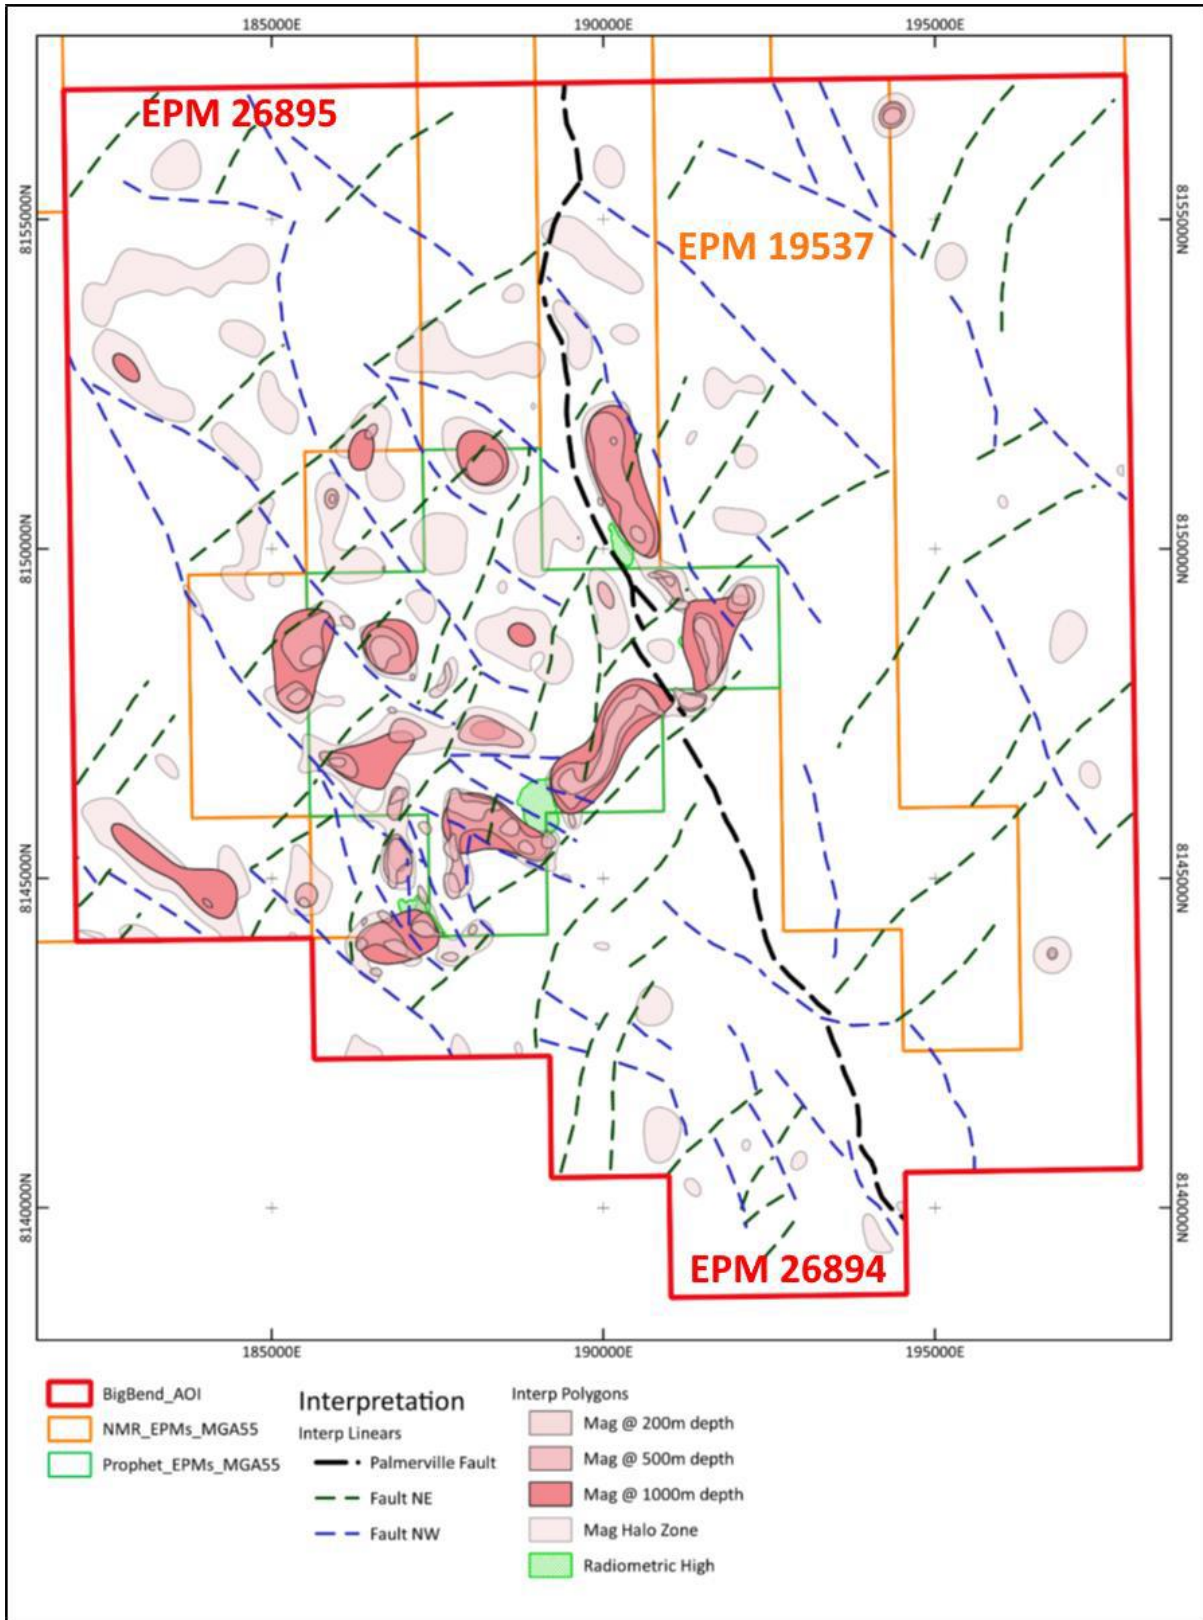 185000E 190000E 195000E
EPM 26895
8155000N 8155000N
EPM 19537
8150000N 8150000N
8145000N 8145000N
8140000N 8140000N
EPM 26894
185000E 190000E 195000E
BigBend_AOI
NMR_EPMs_MGA55
Prophet_EPMs_MGA55
Interpretation
Interp Linears
Palmerville Fault
Fault NE
Fault NW
Interp Polygons
Mag @ 200m depth
Mag @ 500m depth
Mag @ 1000m depth
Mag Halo Zone
Radiometric High